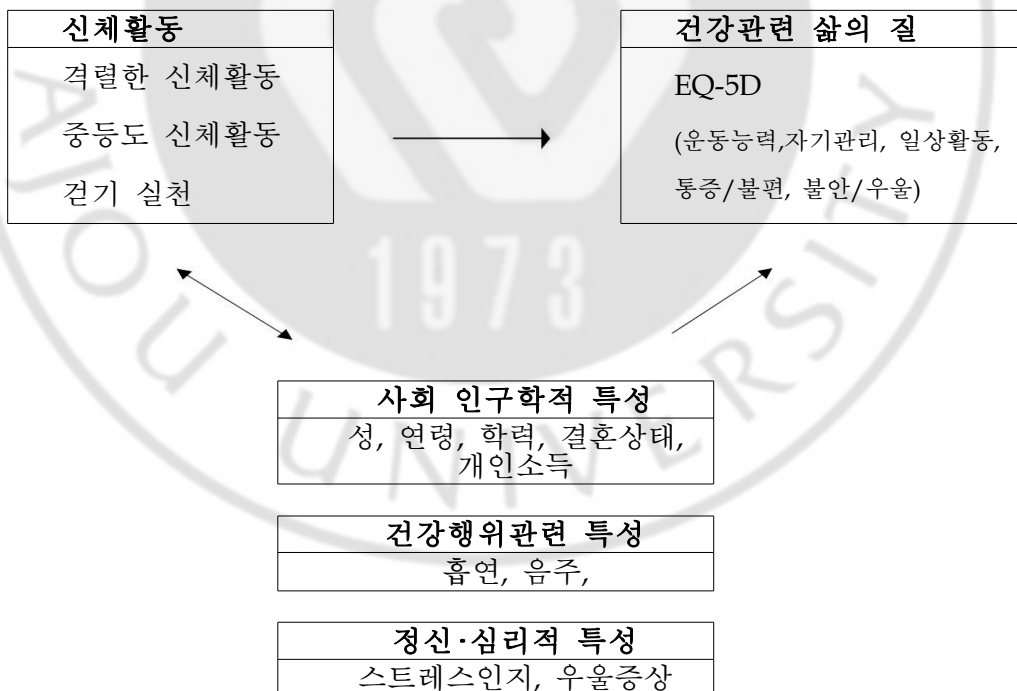 신체활동
격렬한 신체활동
중등도 신체활동
걷기 실천
건강관련 삶의 질
EQ-5D
(운동능력,자기관리, 일상활동,
통증/불편, 불안/우울)
사회 인구학적 특성
성, 연령, 학력, 결혼상태,
개인소득
건강행위관련 특성
흡연, 음주,
정신·심리적 특성
스트레스인지, 우울증상
AJOU UNIVERSITY
1973